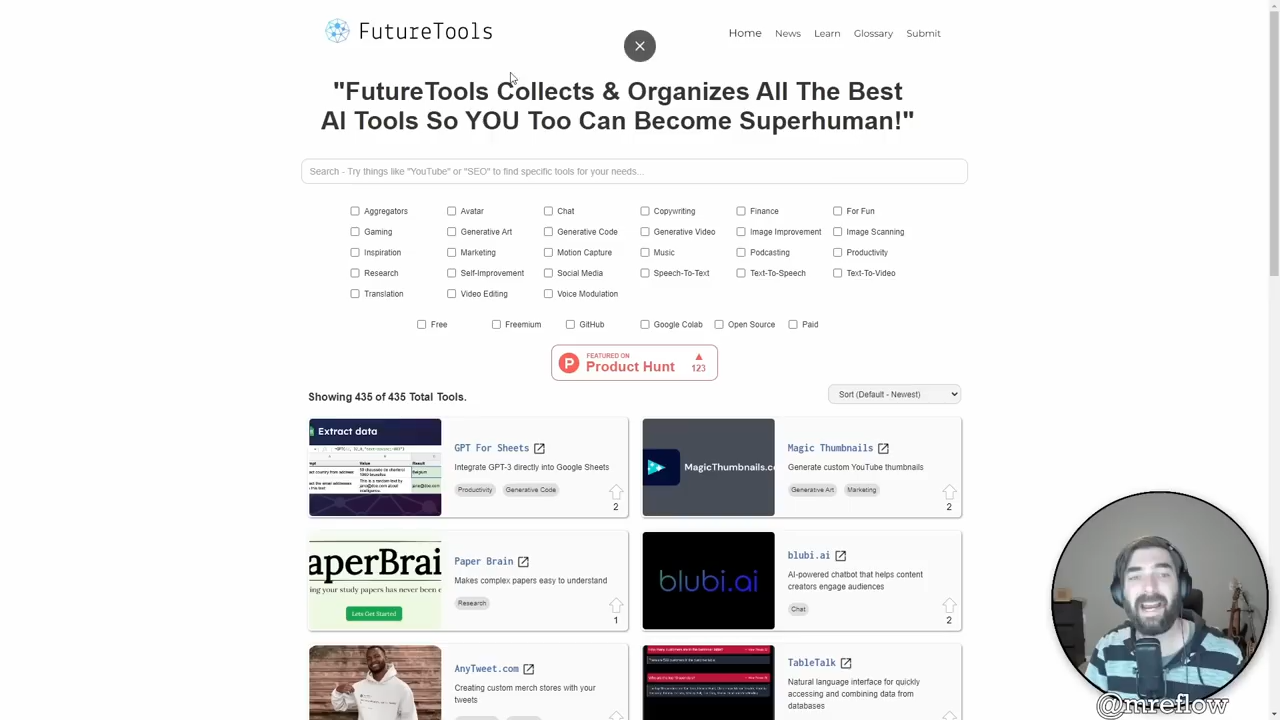 FutureTools
Home News Learn Glossary Submit
"FutureTools Collects & Organizes All The Best
AI Tools So YOU Too Can Become Superhuman!"
Search - Try things like "YouTube" or "SEO" to find specific tools for your needs...
Aggregators Avatar Chat Copywriting Finance For Fun
Gaming Generative Art Generative Code Generative Video Image Improvement Image Scanning
Inspiration Marketing Motion Capture Music Podcasting Productivity
Research Self-Improvement Social Media Speech-To-Text Text-To-Speech Text-To-Video
Translation Video Editing Voice Modulation
Free Freemium GitHub Google Colab Open Source Paid
FEATURED ON
Product Hunt
123
Showing 435 of 435 Total Tools.
Sort (Default - Newest)
Extract data
GPT For Sheets
Integrate GPT-3 directly into Google Sheets
Productivity Generative Code
2
MagicThumbnails.c
Magic Thumbnails
Generate custom YouTube thumbnails
Generative Art Marketing
2
aperBrai
ing your study papers has never been e
Lets Get Started
Paper Brain
Makes complex papers easy to understand
Research
1
blubi.ai
blubi.ai
AI-powered chatbot that helps content
creators engage audiences
Chat
2
AnyTweet.com
Creating custom merch stores with your
tweets
TableTalk
Natural language interface for quickly
accessing and combining data from
databases
@mreflow